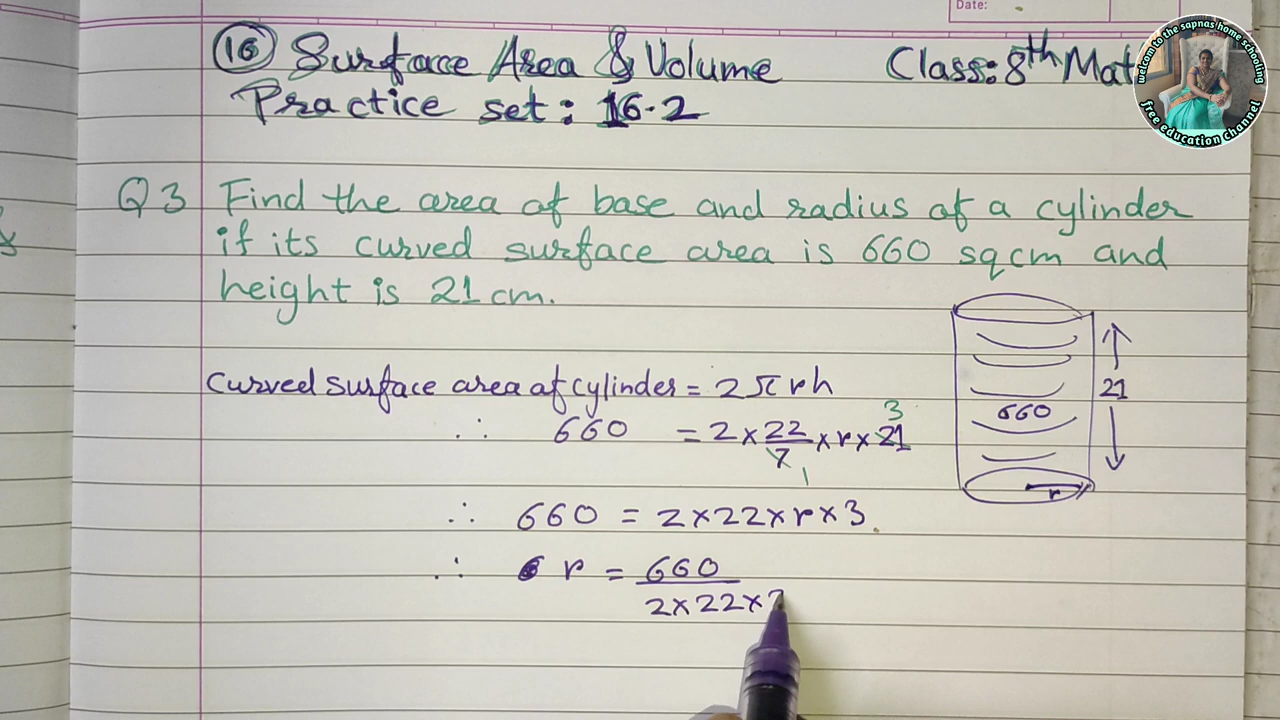 Date:
16 Surface Area & Volume Class: 8th Mat
Practice set: 16.2
welcom to the sapnas home schooling
free education channel
Q3 Find the area of base and radius of a cylinder
if its curved surface area is 660 sqcm and
height is 21 cm.
curved surface area of cylinder = 2πrh
∴ 660 = 2 × 22/7 × r × 21
3
1
∴ 660 = 2×22×r×3
∴ r = 660
2×22×
660
21
r